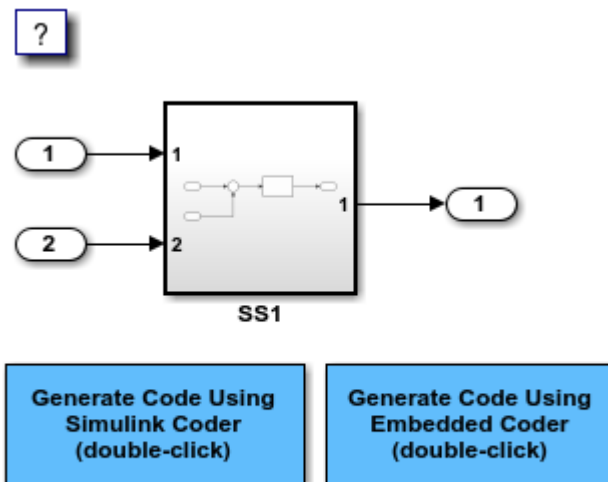 ?
1
1
1
1
2
2
SS1
Generate Code Using
Simulink Coder
(double-click)
Generate Code Using
Embedded Coder
(double-click)